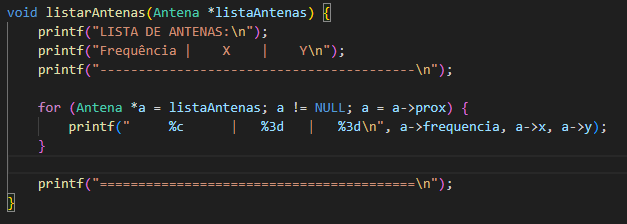 void listarAntenas(Antena *listaAntenas) {
    printf("LISTA DE ANTENAS:\n");
    printf("Frequência |    X    |    Y\n");
    printf("-----------------------------------------\n");

    for (Antena *a = listaAntenas; a != NULL; a = a->prox) {
        printf("     %c      |   %3d   |   %3d\n", a->frequencia, a->x, a->y);
    }

    printf("=========================================\n");
}